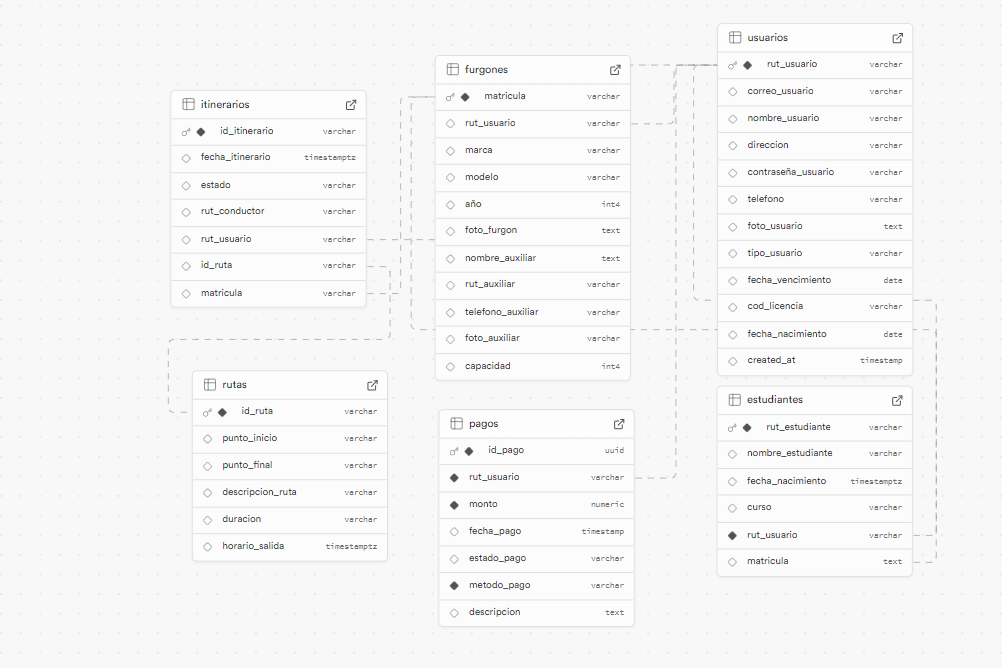 itinerarios
id_itinerario varchar
fecha_itinerario timestamptz
estado varchar
rut_conductor varchar
rut_usuario varchar
id_ruta varchar
matricula varchar
rutas
id_ruta varchar
punto_inicio varchar
punto_final varchar
descripcion_ruta varchar
duracion varchar
horario_salida timestamptz
furgones
matricula varchar
rut_usuario varchar
marca varchar
modelo varchar
año int4
foto_furgon text
nombre_auxiliar text
rut_auxiliar varchar
telefono_auxiliar varchar
foto_auxiliar varchar
capacidad int4
pagos
id_pago uuid
rut_usuario varchar
monto numeric
fecha_pago timestamp
estado_pago varchar
metodo_pago varchar
descripcion text
usuarios
rut_usuario varchar
correo_usuario varchar
nombre_usuario varchar
direccion varchar
contraseña_usuario varchar
telefono varchar
foto_usuario text
tipo_usuario varchar
fecha_vencimiento date
cod_licencia varchar
fecha_nacimiento date
created_at timestamp
estudiantes
rut_estudiante varchar
nombre_estudiante varchar
fecha_nacimiento timestamptz
curso varchar
rut_usuario varchar
matricula text